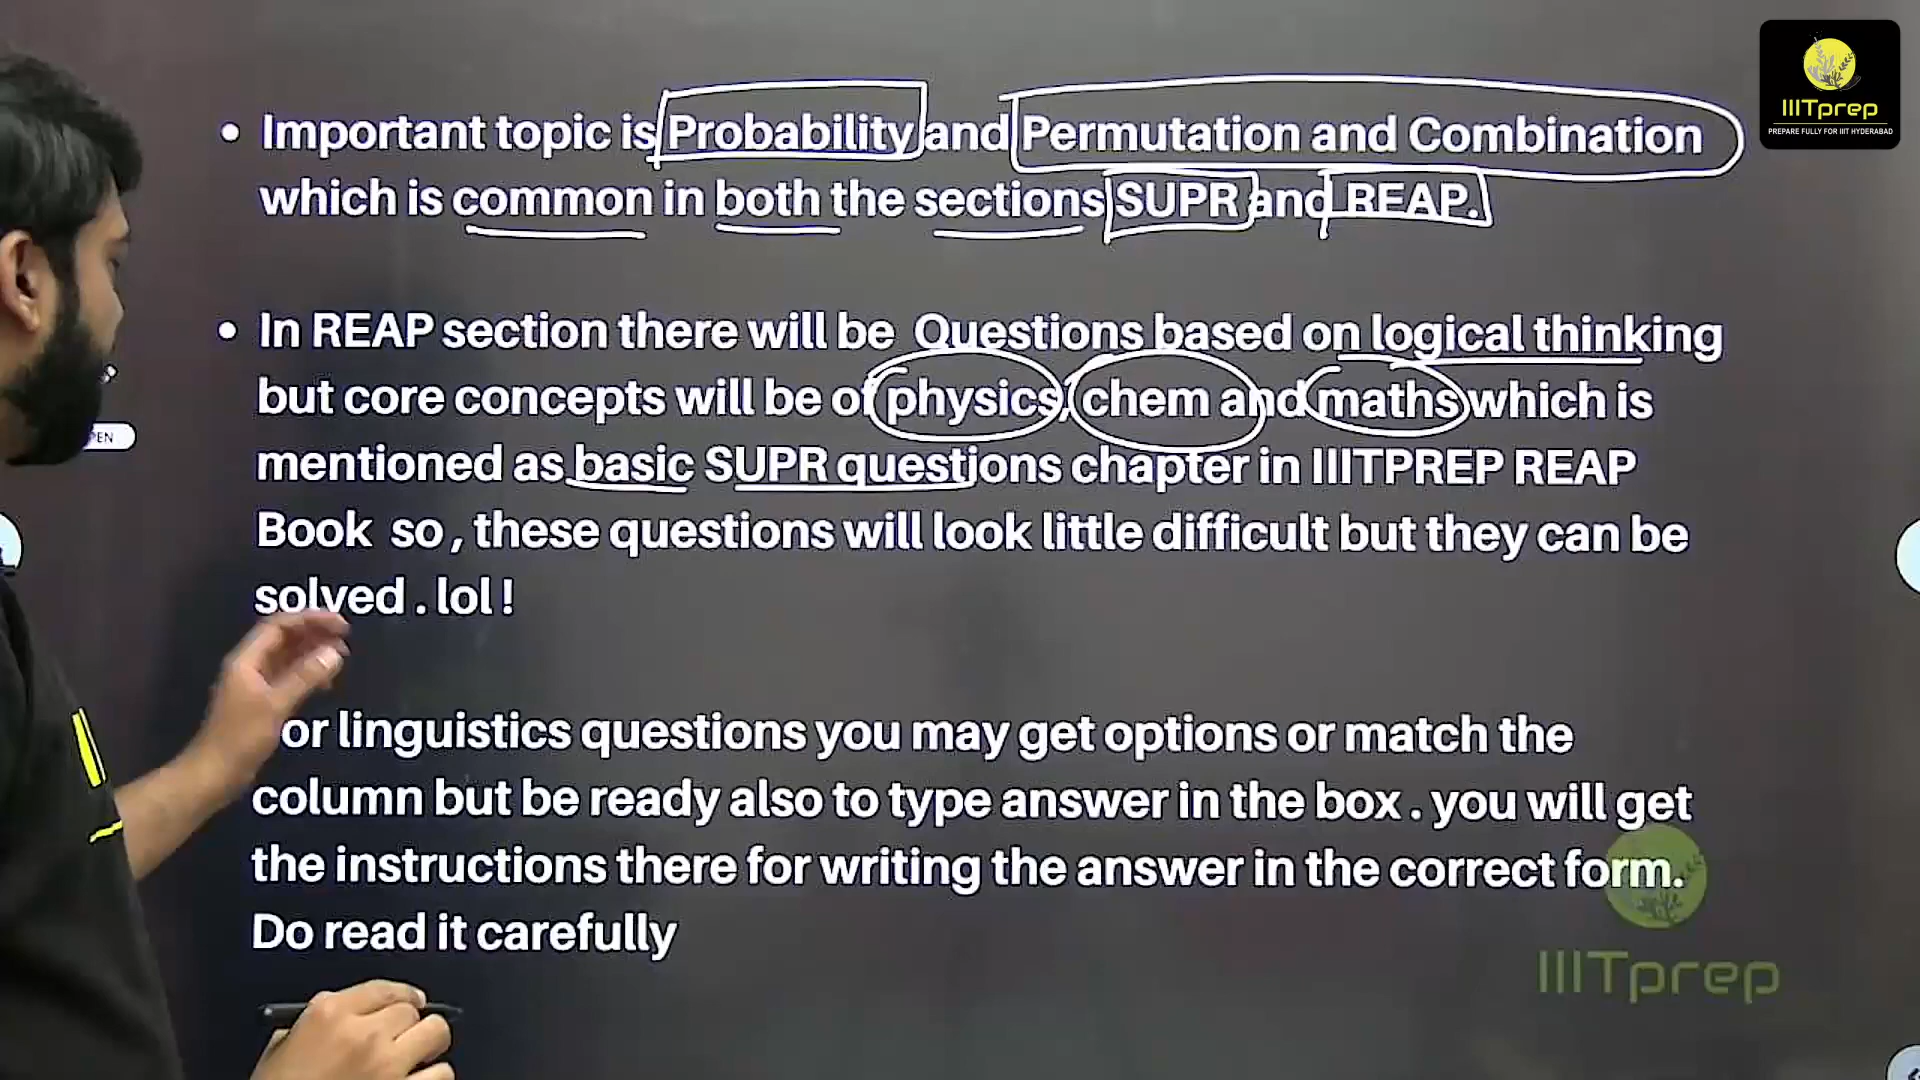 IIITprep
PREPARE FULLY FOR IIIT HYDERABAD
• Important topic is Probability and Permutation and Combination
which is common in both the sections SUPR and REAP.
• In REAP section there will be Questions based on logical thinking
but core concepts will be of physics, chem and maths which is
mentioned as basic SUPR questions chapter in IIITPREP REAP
Book so , these questions will look little difficult but they can be
solved . lol !
or linguistics questions you may get options or match the
column but be ready also to type answer in the box . you will get
the instructions there for writing the answer in the correct form.
Do read it carefully
IIITprep